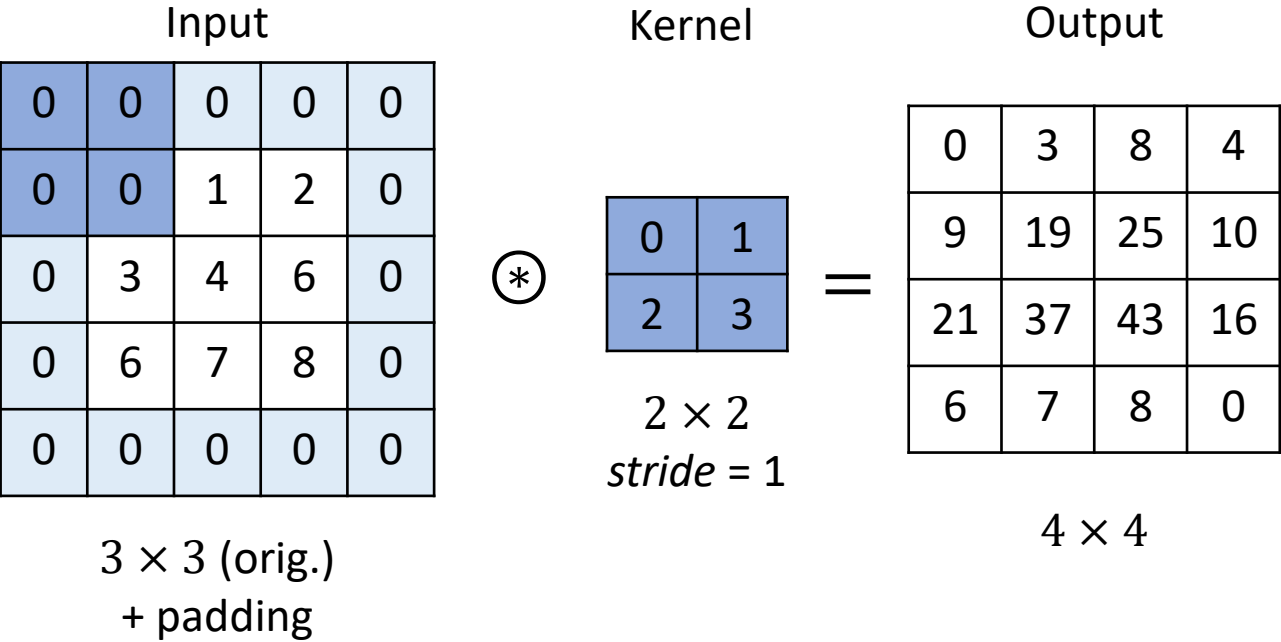 Input
0 0 0 0 0
0 0 1 2 0
0 3 4 6 0
0 6 7 8 0
0 0 0 0 0
3 × 3 (orig.)
+ padding
⊛
Kernel
0 1
2 3
2 × 2
stride = 1
=
Output
0 3 8 4
9 19 25 10
21 37 43 16
6 7 8 0
4 × 4